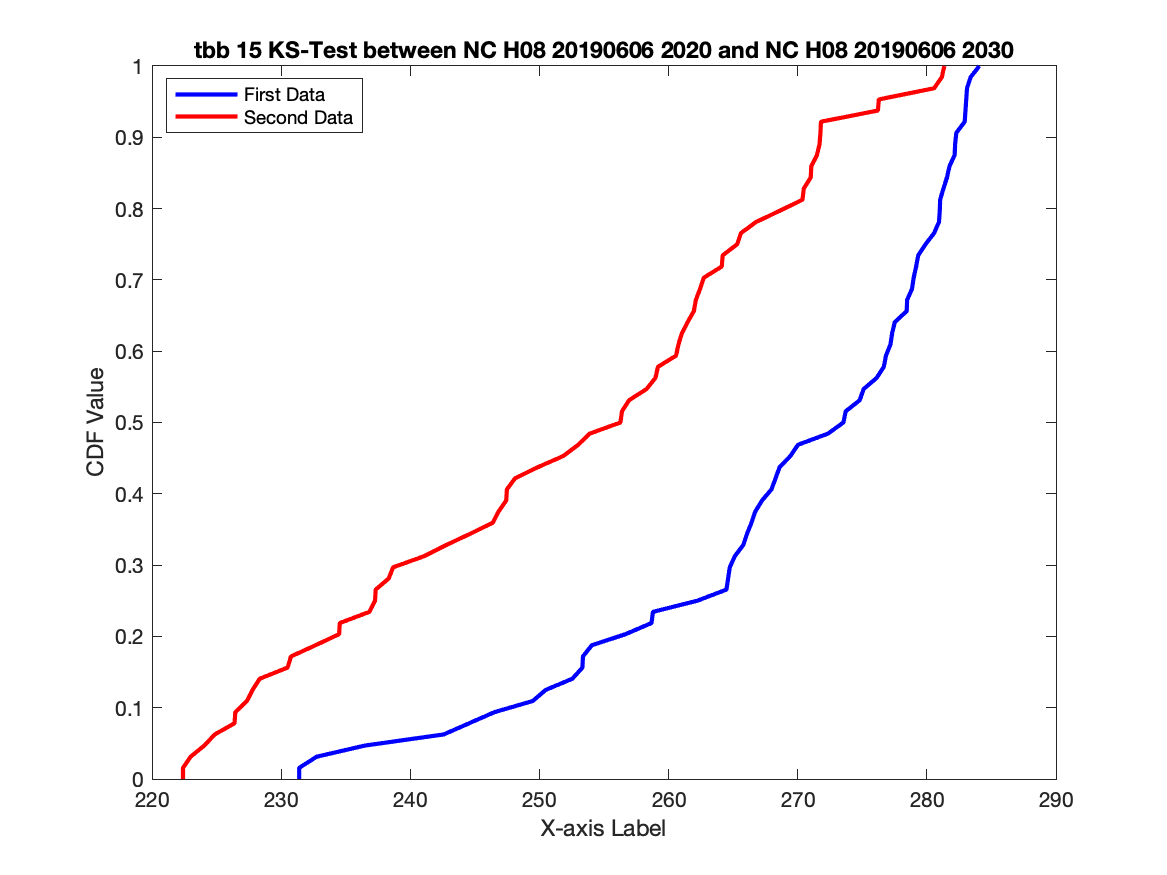 tbb 15 KS-Test between NC H08 20190606 2020 and NC H08 20190606 2030
First Data
Second Data
1
0.9
0.8
0.7
0.6
0.5
0.4
0.3
0.2
0.1
0
CDF Value
220 230 240 250 260 270 280 290
X-axis Label